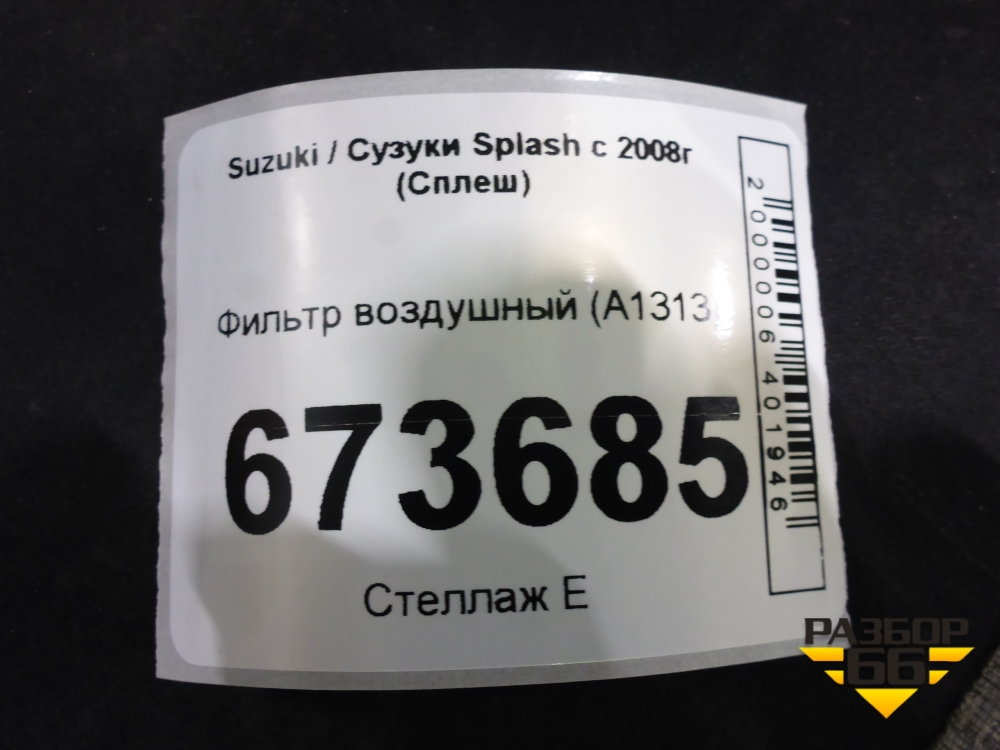 Suzuki / Сузуки Splash с 2008г
(Сплеш)
Фильтр воздушный (A1313
673685
Стеллаж Е
2000006401946
РАЗБОР
66